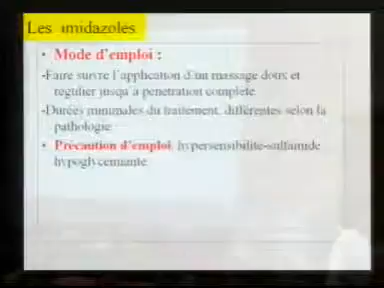 Les imidazolés
• Mode d'emploi :
-Faire suivre l'application d'un massage doux et
régulier jusqu'à pénétration complète
-Durées minimales du traitement, différentes selon la
pathologie
• Précaution d'emploi: hypersensibilité-sulfamide
hypoglycémiante